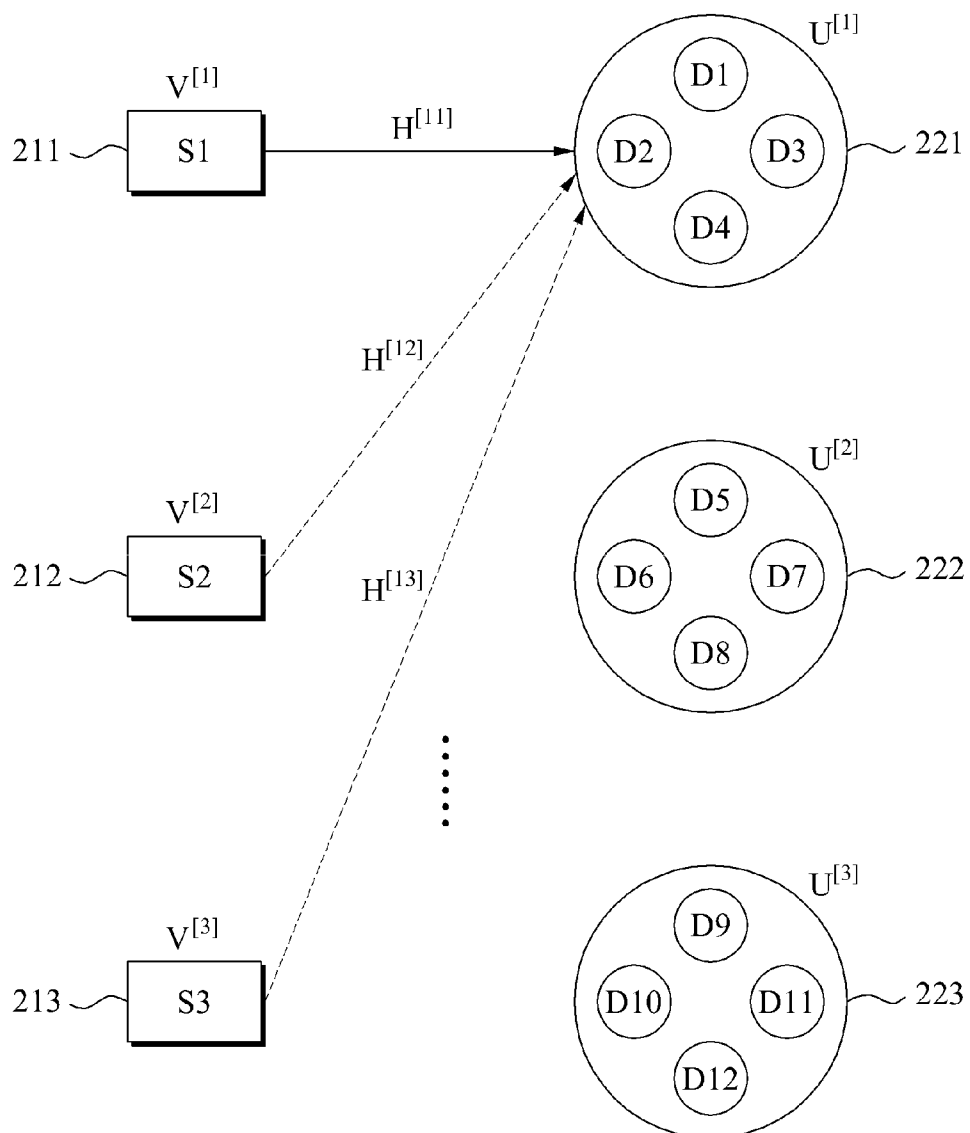 U[1]
D1
V[1]
211
S1
H[11]
D2
D3
221
D4
H[12]
U[2]
D5
V[2]
212
S2
H[13]
D6
D7
222
D8
U[3]
D9
V[3]
213
S3
D10
D11
223
D12